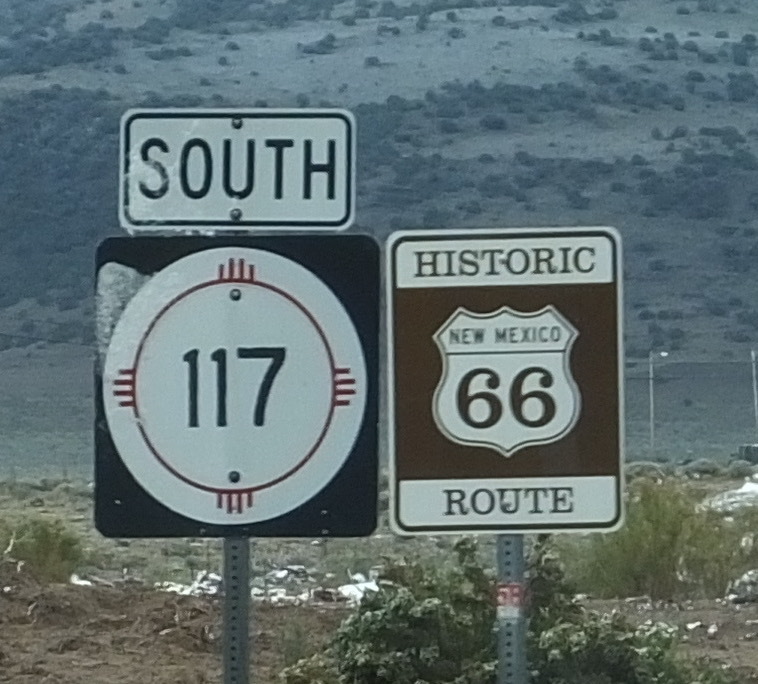 SOUTH
117
HISTORIC
NEW MEXICO
66
ROUTE